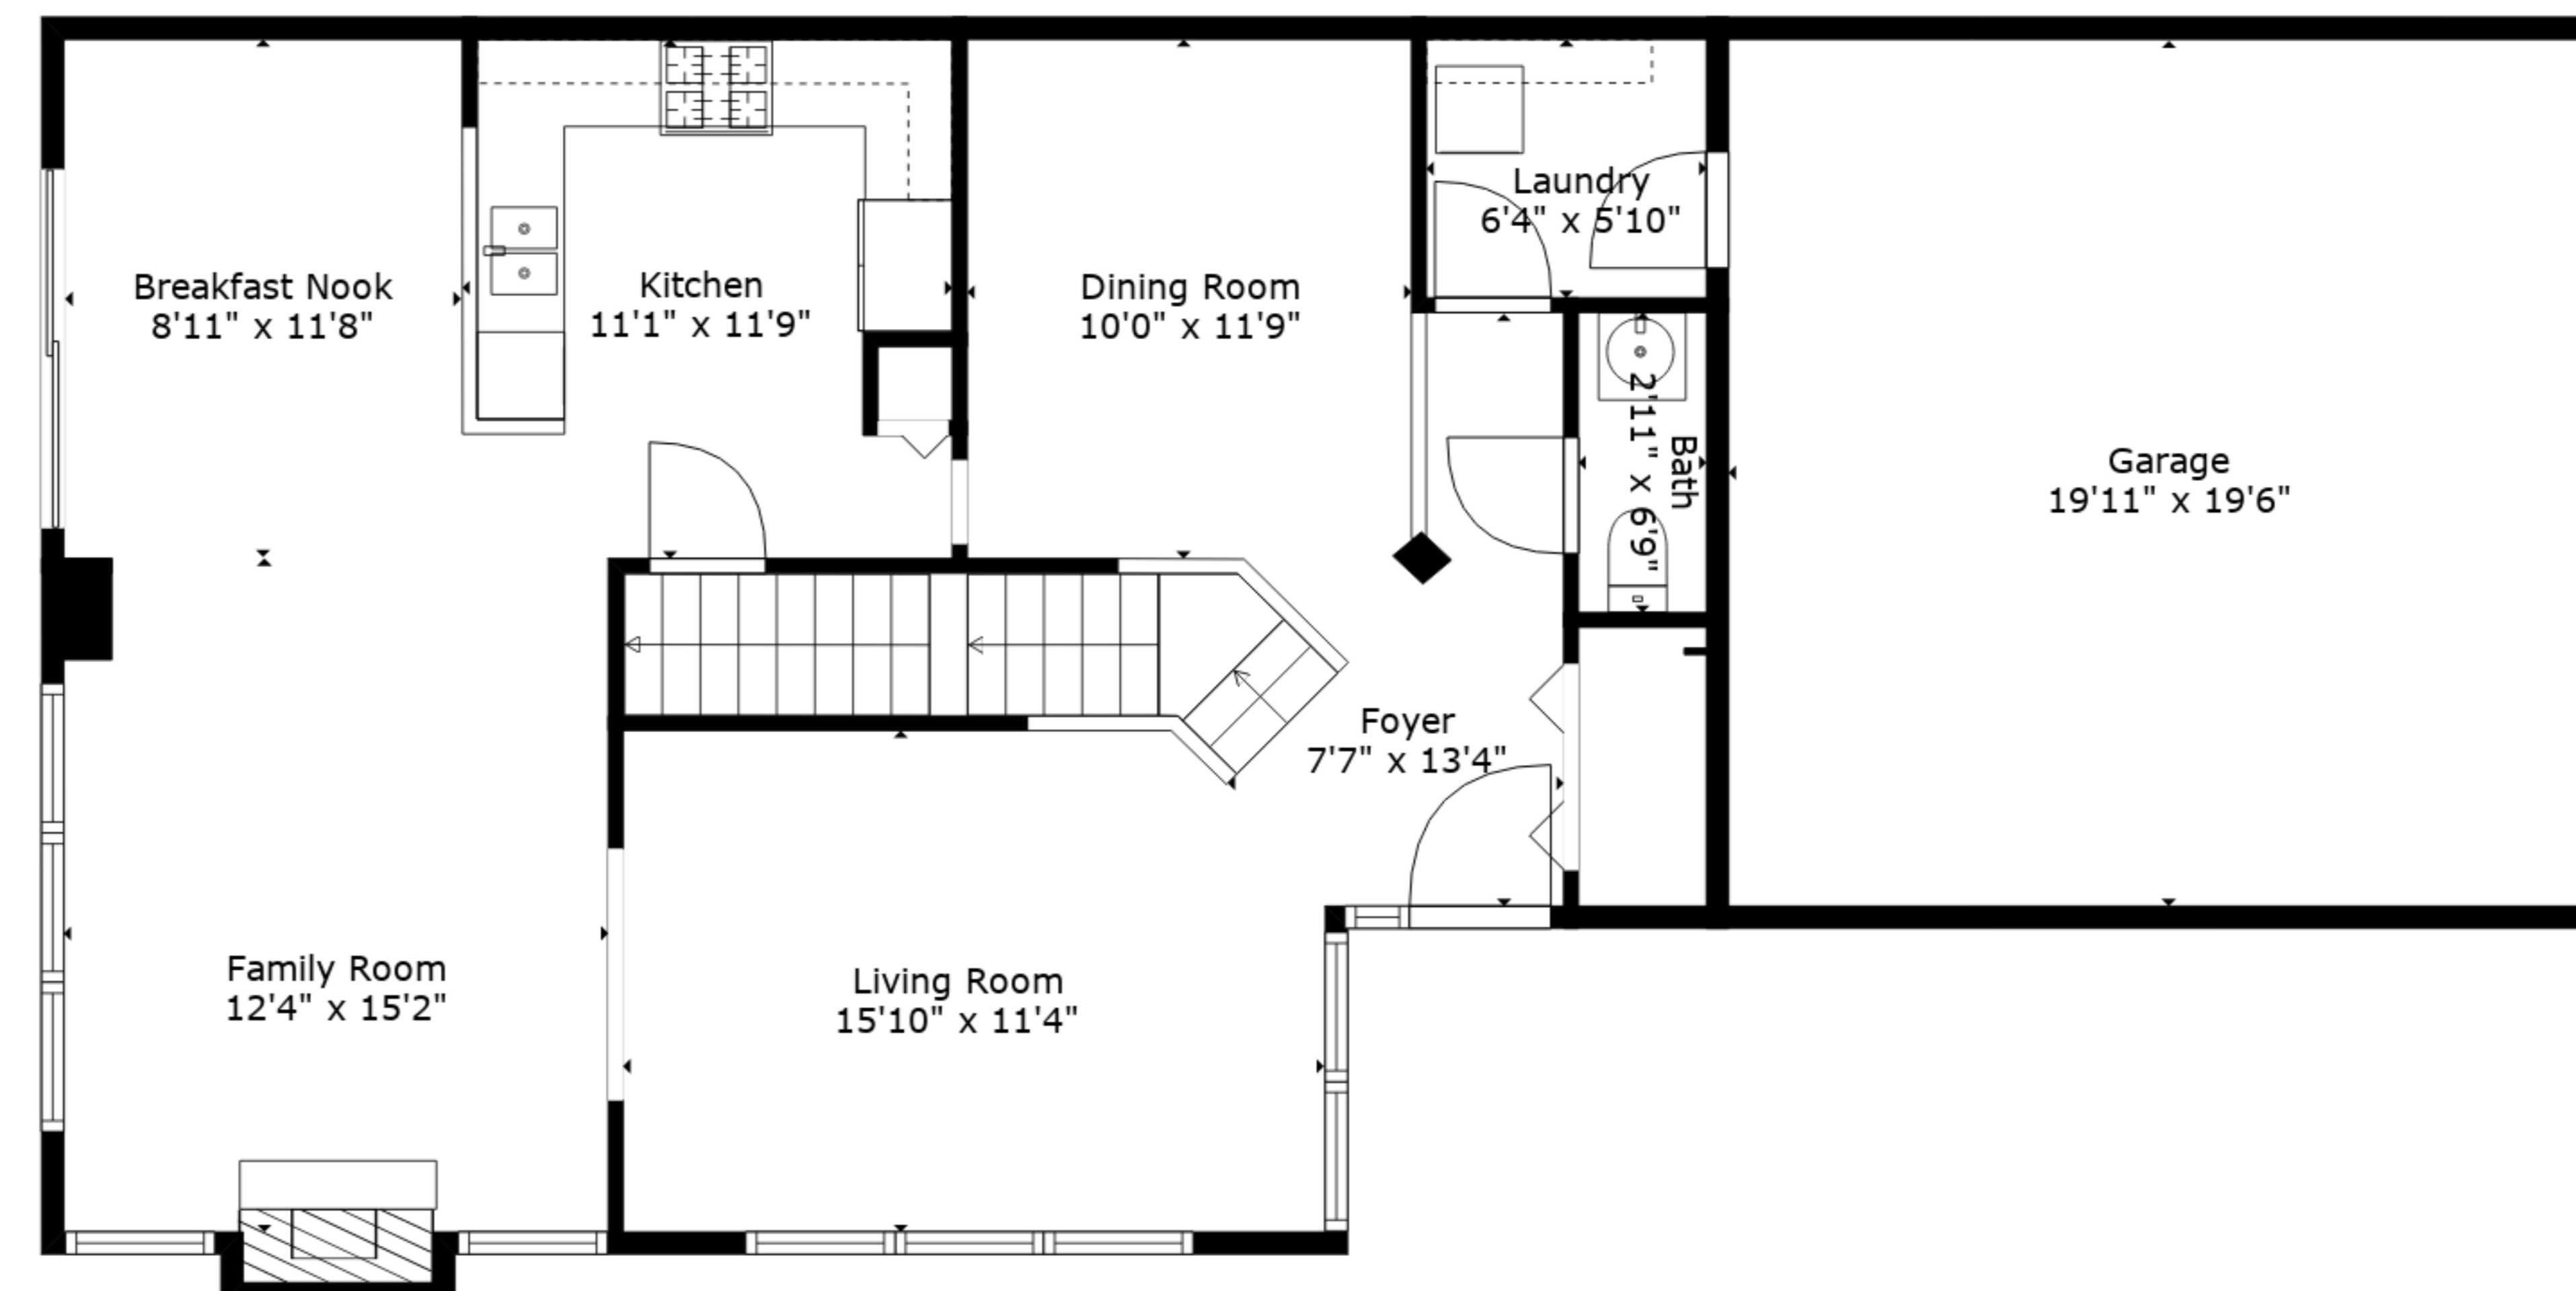 Breakfast Nook
8'11" x 11'8"
Kitchen
11'1" x 11'9"
Dining Room
10'0" x 11'9"
Laundry
6'4" x 5'10"
Bath
2'11" x 6'9"
Garage
19'11" x 19'6"
Foyer
7'7" x 13'4"
Family Room
12'4" x 15'2"
Living Room
15'10" x 11'4"